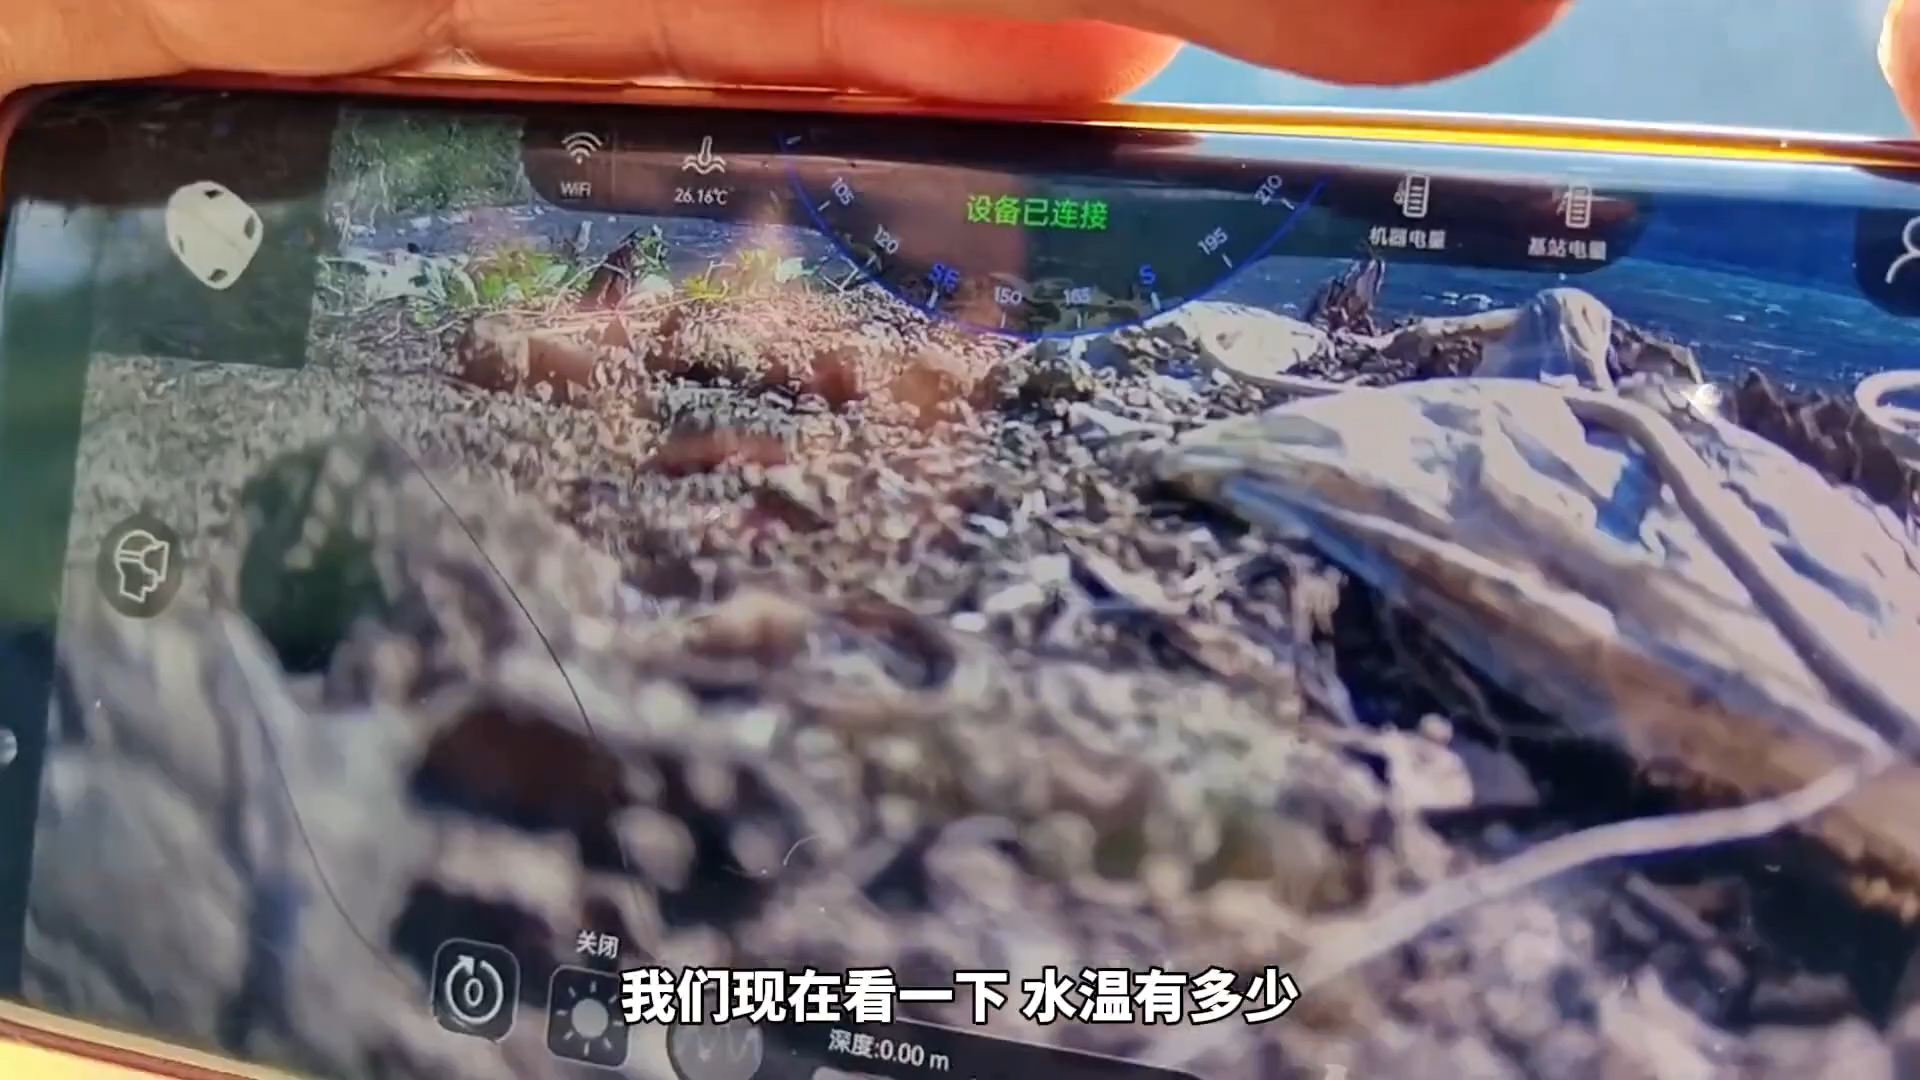 WiFi
26.16℃
设备已连接
机器电量
基站电量
105
120
SE
150
165
S
195
210
关闭
0
我们现在看一下 水温有多少
深度:0.00 m